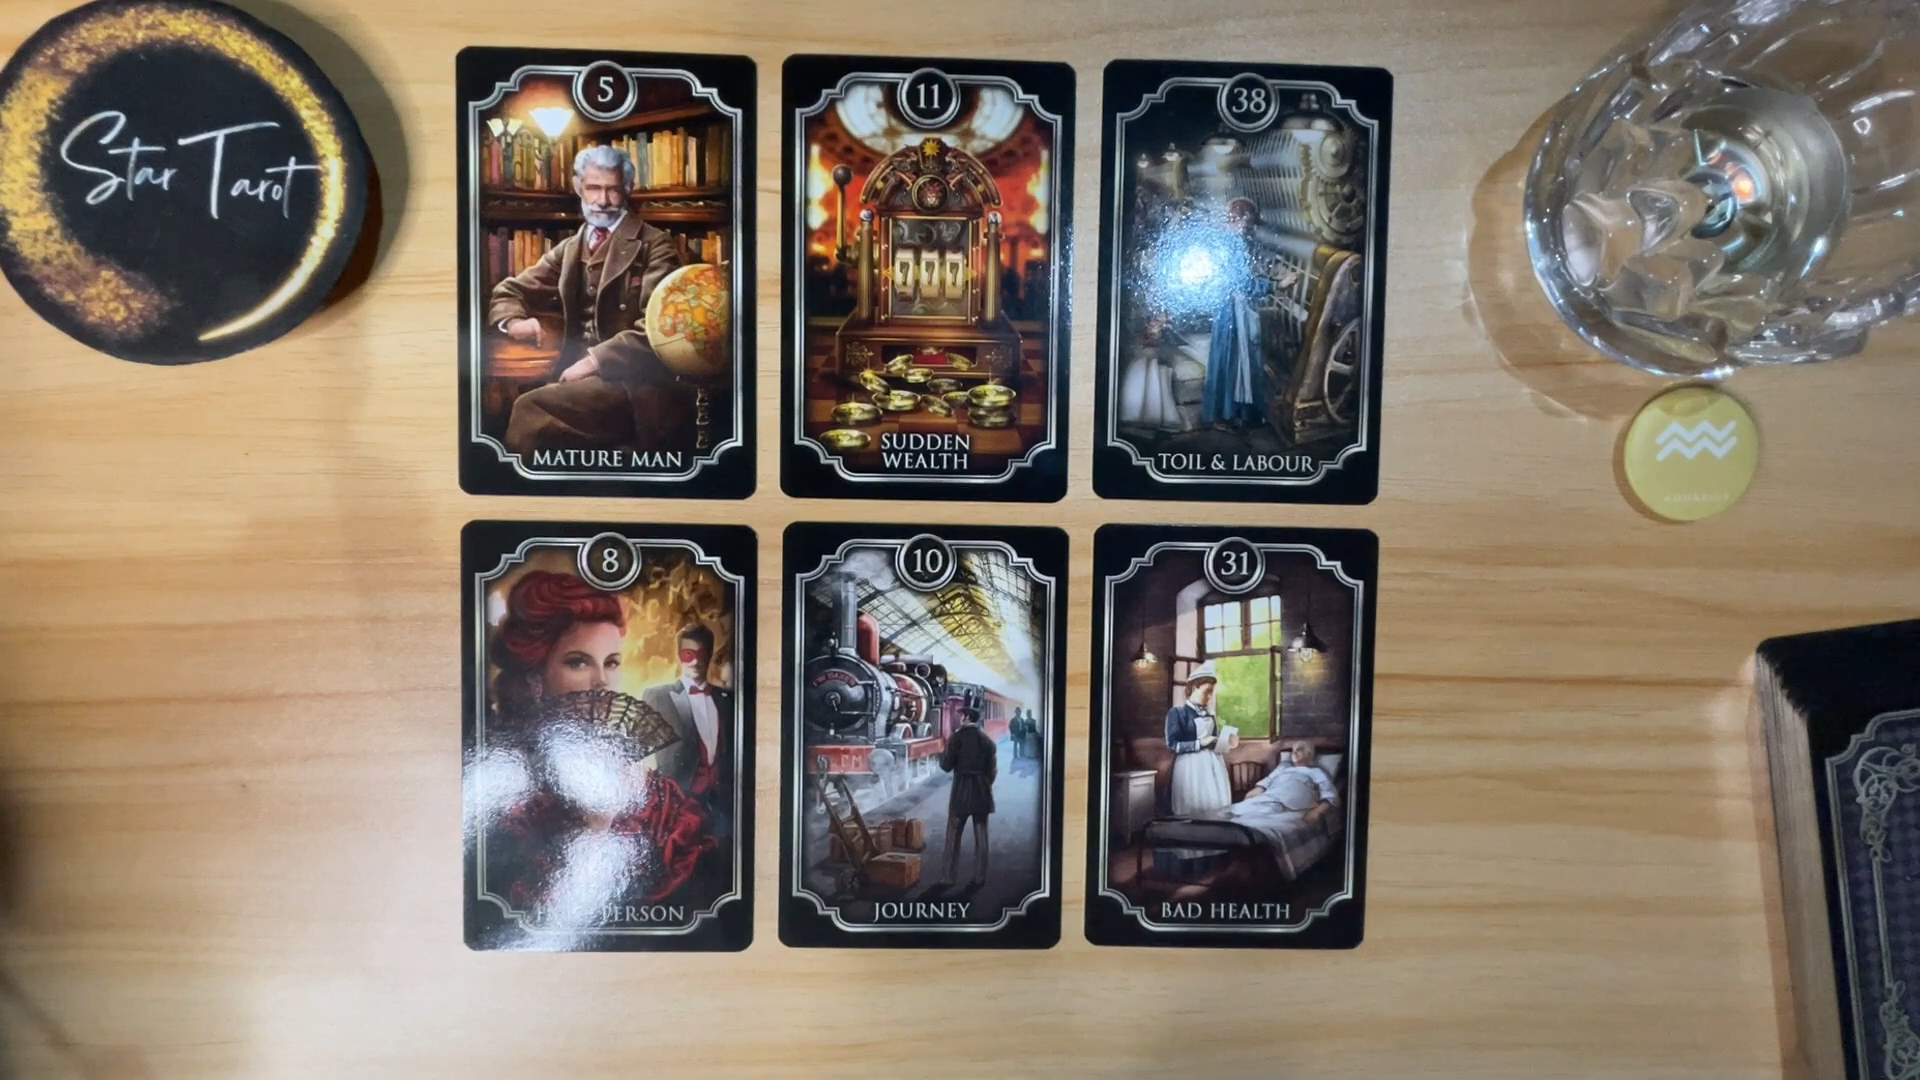 Star Tarot
5
MATURE MAN
11
777
SUDDEN
WEALTH
38
TOIL & LABOUR
AQUARIUS
8
PERSON
10
JOURNEY
31
BAD HEALTH